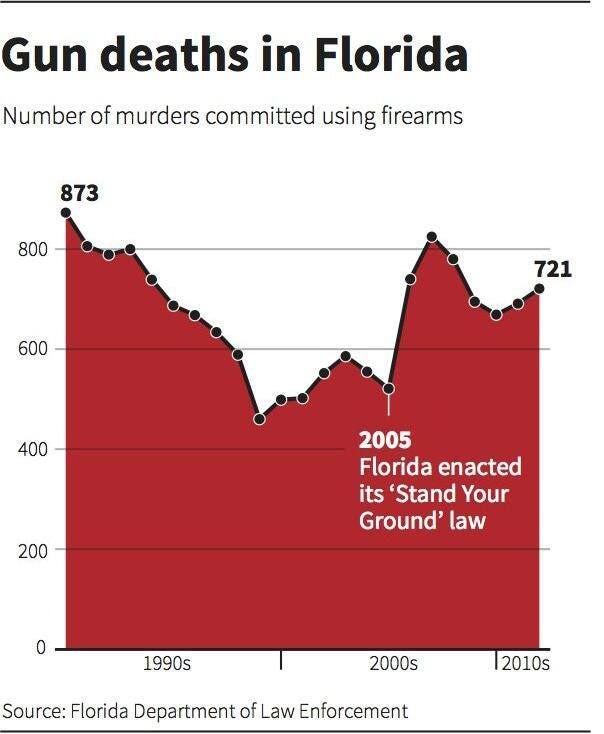 Gun deaths in Florida
Number of murders committed using firearms
873
800
721
600
400
2005
Florida enacted
its ‘Stand Your
Ground’ law
200
0
1990s
2000s
2010s
Source: Florida Department of Law Enforcement